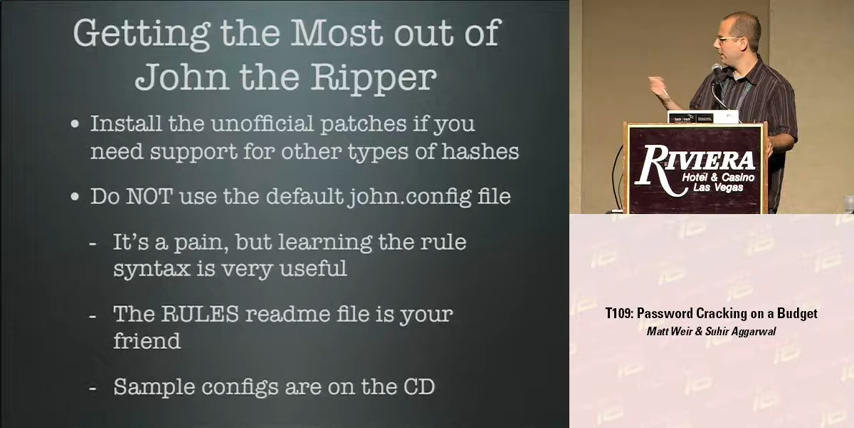 Getting the Most out of
John the Ripper
• Install the unofficial patches if you
need support for other types of hashes
• Do NOT use the default john.config file
- It's a pain, but learning the rule
syntax is very useful
- The RULES readme file is your
friend
- Sample configs are on the CD
RIVIERA
Hotel & Casino
Las Vegas
T109: Password Cracking on a Budget
Matt Weir & Suhir Aggarwal